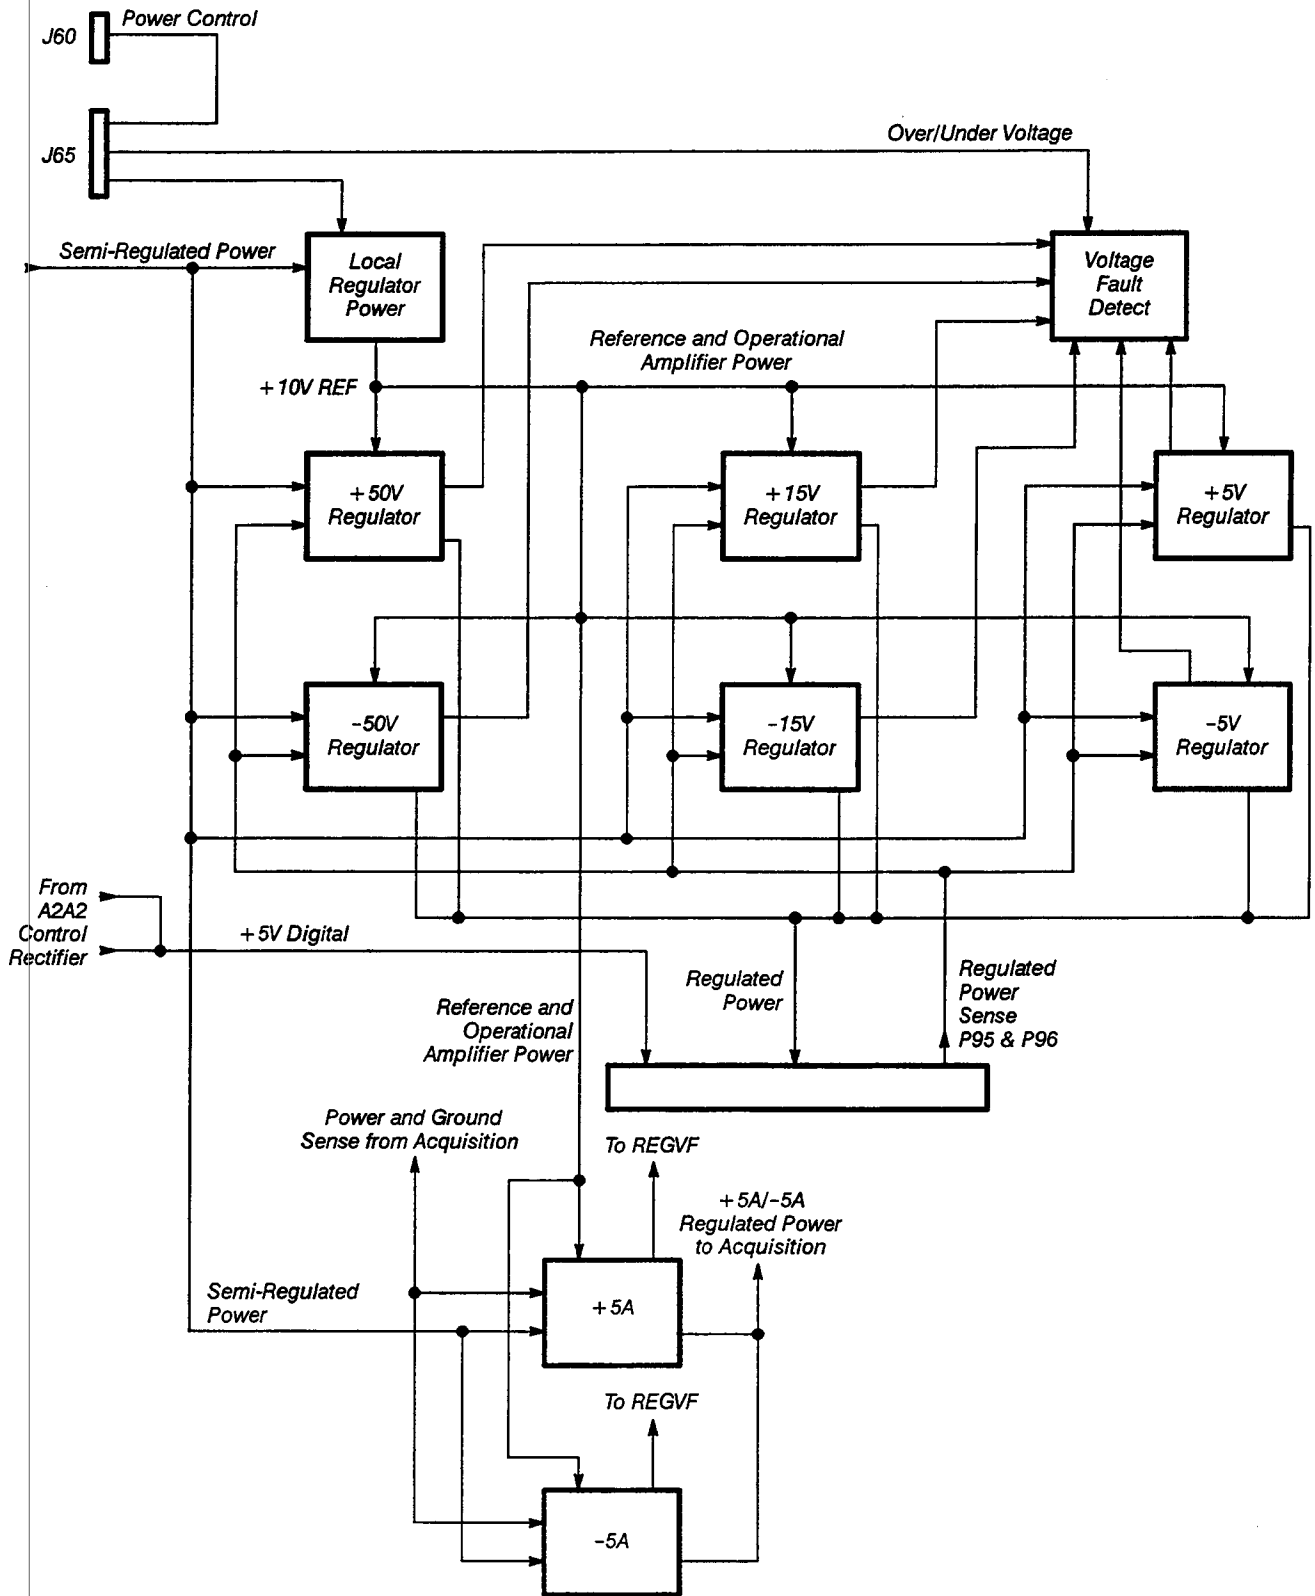 Power Control
J60
J65
Over/Under Voltage
Semi-Regulated Power
Local
Regulator
Power
Voltage
Fault
Detect
Reference and Operational
Amplifier Power
+10V REF
+50V
Regulator
+15V
Regulator
+5V
Regulator
-50V
Regulator
-15V
Regulator
-5V
Regulator
From
A2A2
Control
Rectifier
+5V Digital
Regulated
Power
Regulated
Power
Sense
P95 & P96
Reference and
Operational
Amplifier Power
Power and Ground
Sense from Acquisition
To REGVF
+5A/-5A
Regulated Power
to Acquisition
Semi-Regulated
Power
+5A
To REGVF
-5A